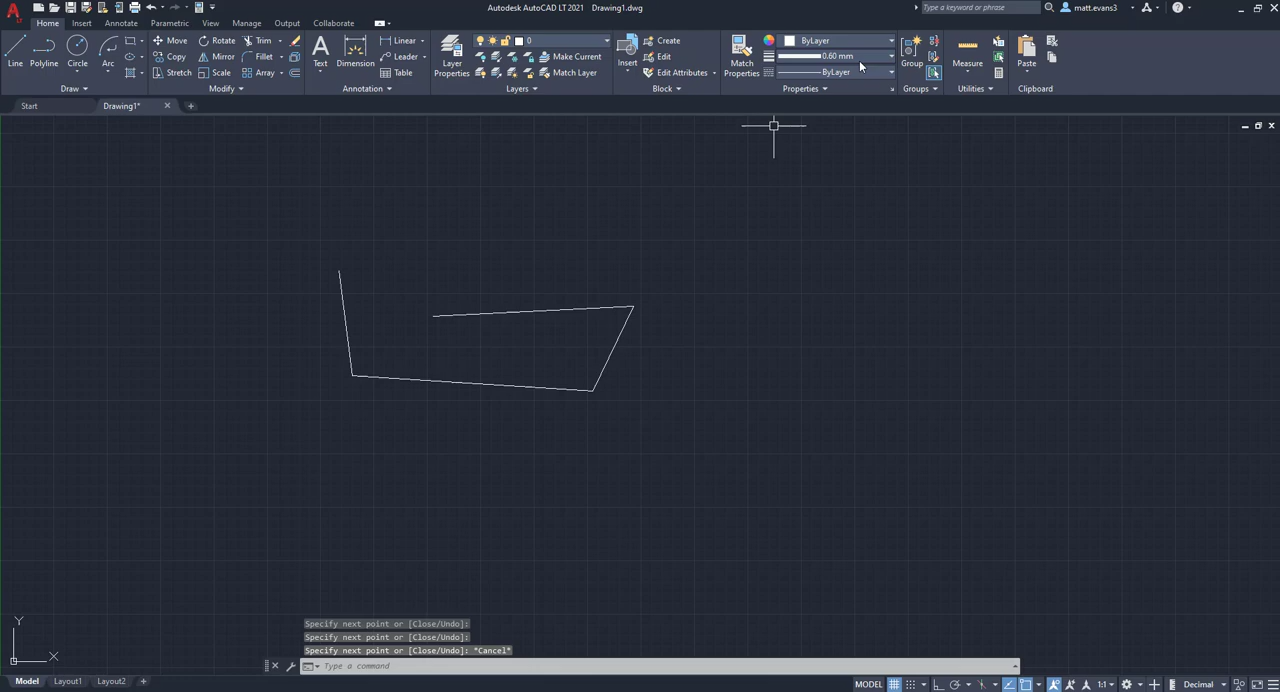 Autodesk AutoCAD LT 2021 Drawing1.dwg
Type a keyword or phrase
matt.evans3
Home Insert Annotate Parametric View Manage Output Collaborate
Line Polyline Circle Arc
Move Rotate Trim
Copy Mirror Fillet
Stretch Scale Array
Text Dimension
Linear
Leader
Table
Layer Properties
0
Make Current
Match Layer
Insert
Create
Edit
Edit Attributes
Match Properties
ByLayer
0.60 mm
ByLayer
Group
Measure
Paste
Draw Modify Annotation Layers Block Properties Groups Utilities Clipboard
Start Drawing1*
Y
X
Specify next point or [Close/Undo]:
Specify next point or [Close/Undo]:
Specify next point or [Close/Undo]: *Cancel*
Type a command
Model Layout1 Layout2
MODEL 1:1 Decimal